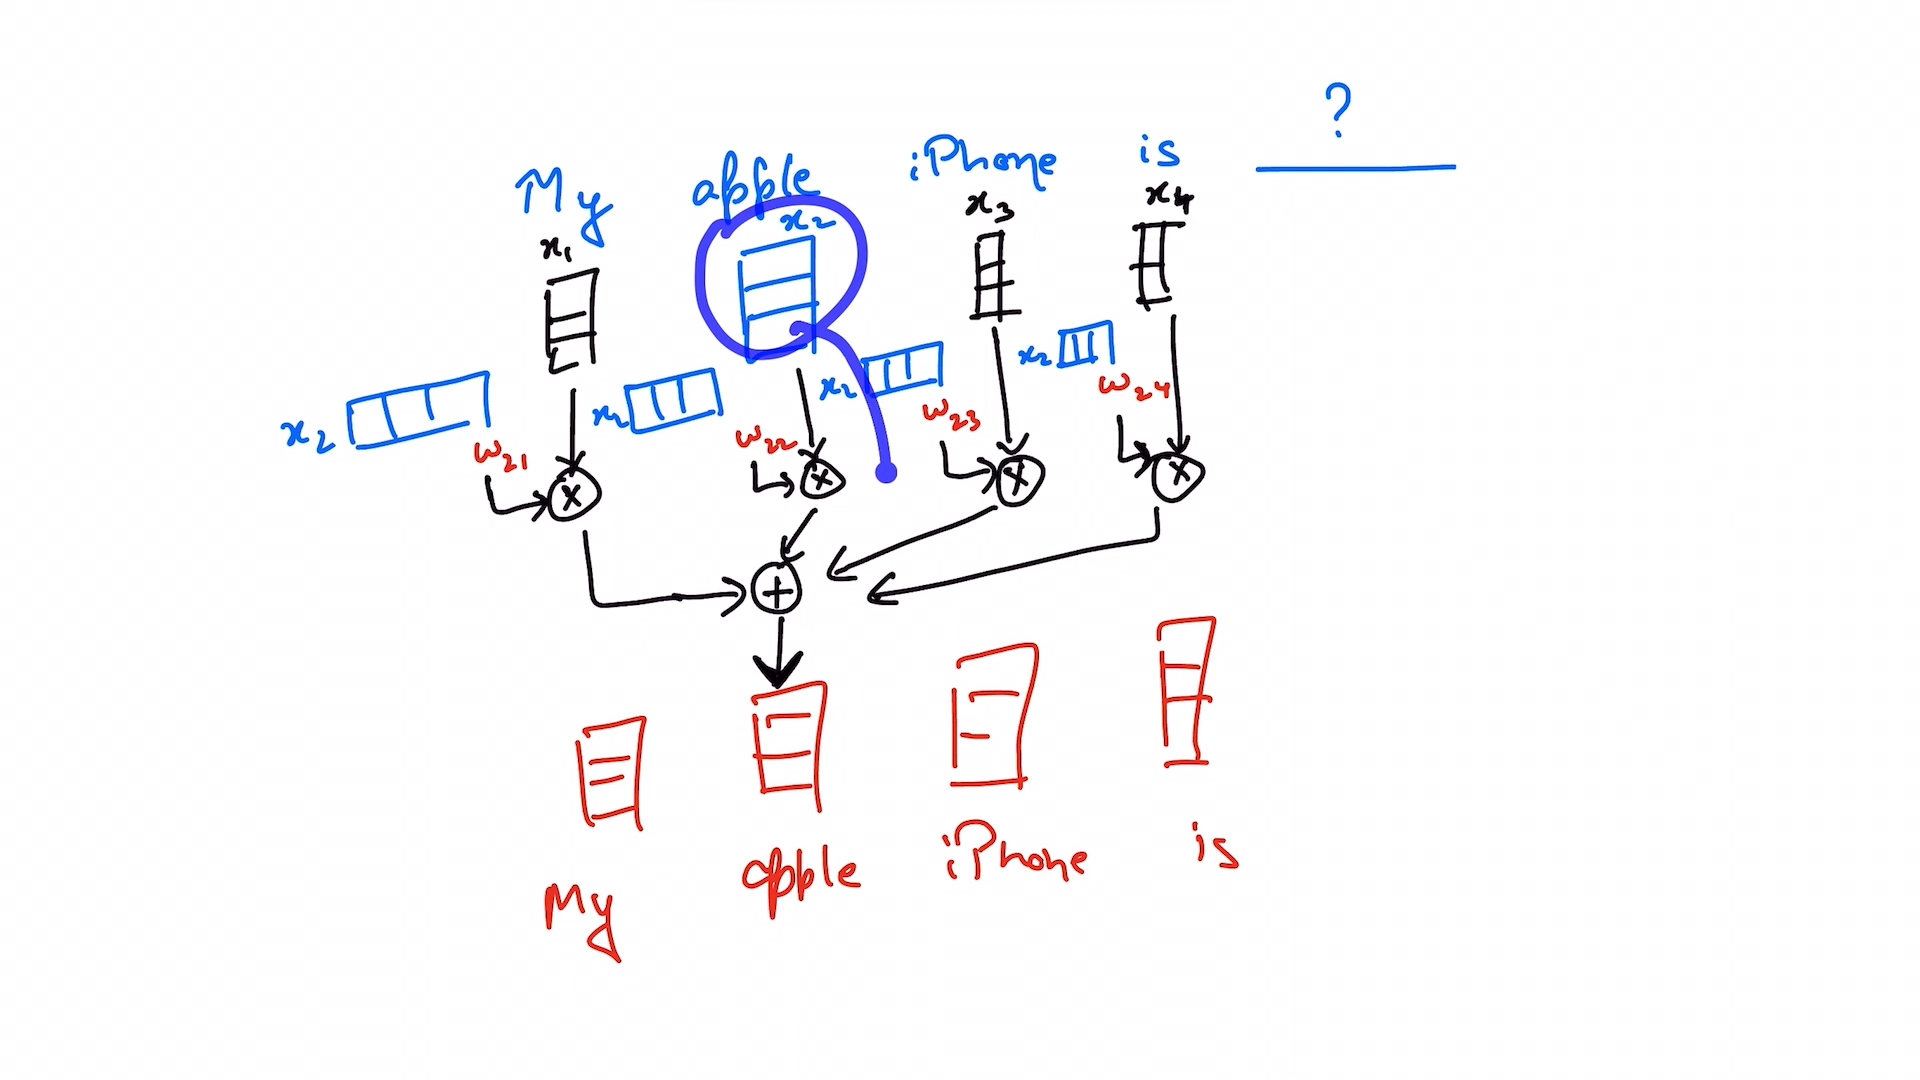 ?
My apple iPhone is
x1 x2 x3 x4
x2 x2 x2 x2
w21 w22 w23 w24
x x x x
+
My apple iPhone is